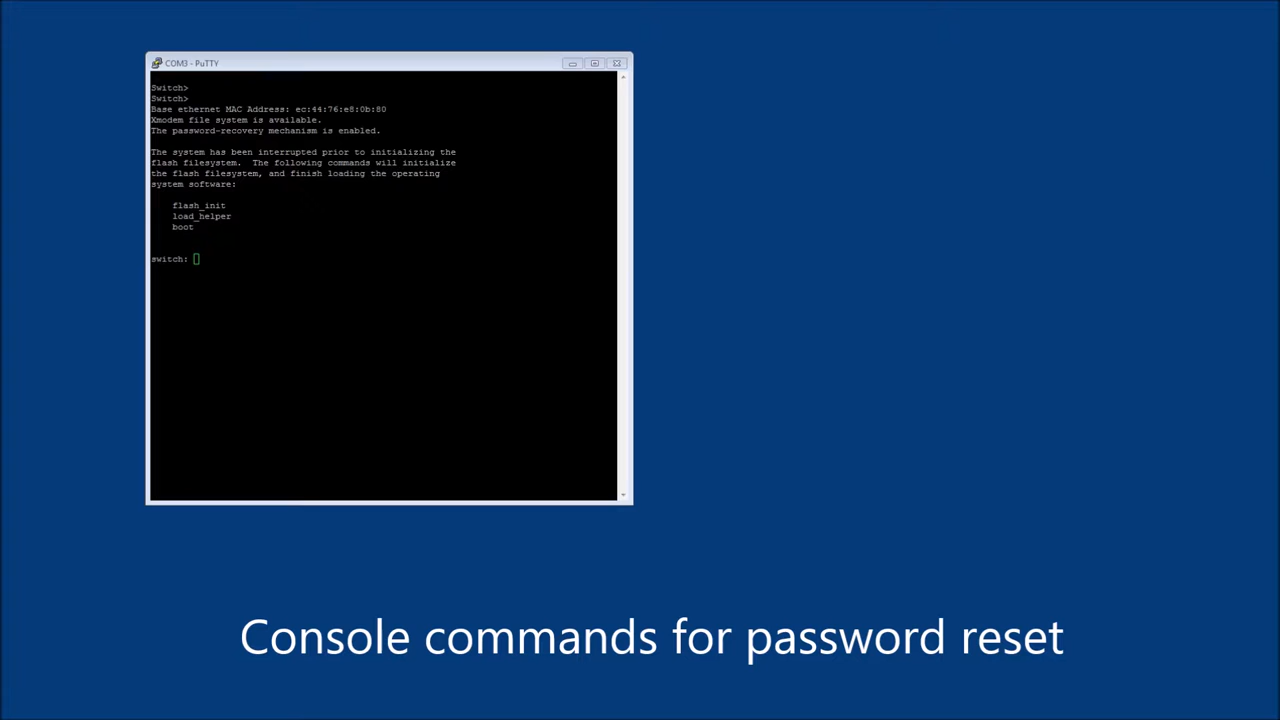 COM3 - PuTTY
Switch>
Switch>
Base ethernet MAC Address: ec:44:76:e8:0b:80
Xmodem file system is available.
The password-recovery mechanism is enabled.
The system has been interrupted prior to initializing the
flash filesystem.  The following commands will initialize
the flash filesystem, and finish loading the operating
system software:
flash_init
load_helper
boot
switch:
Console commands for password reset